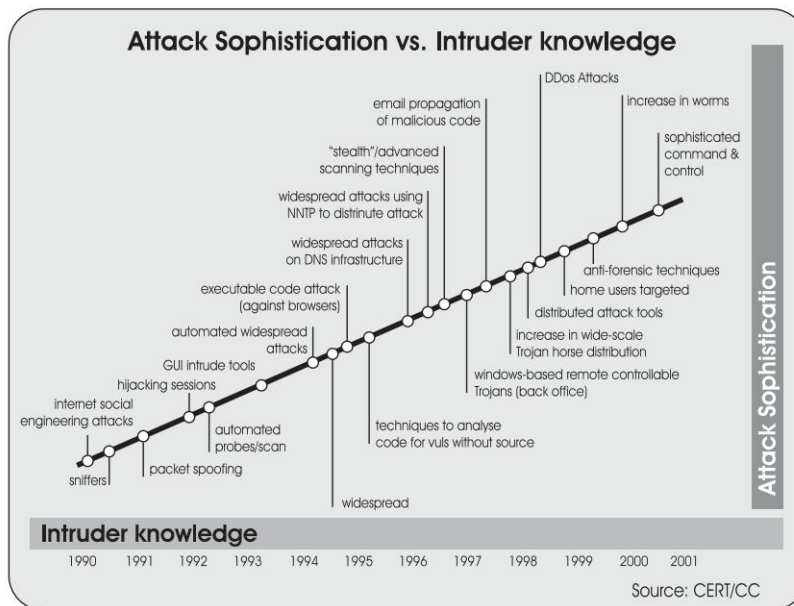 Attack Sophistication vs. Intruder knowledge
DDos Attacks
email propagation
of malicious code
increase in worms
"stealth"/advanced
scanning techniques
sophisticated
command &
control
widespread attacks using
NNTP to distrinute attack
widespread attacks
on DNS infrastructure
executable code attack
(against browsers)
automated widespread
attacks
GUI intrude tools
hijacking sessions
internet social
engineering attacks
sniffers
packet spoofing
automated
probes/scan
widespread
techniques to analyse
code for vuls without source
windows-based remote controllable
Trojans (back office)
increase in wide-scale
Trojan horse distribution
distributed attack tools
home users targeted
anti-forensic techniques
Attack Sophistication
Intruder knowledge
1990 1991 1992 1993 1994 1995 1996 1997 1998 1999 2000 2001
Source: CERT/CC